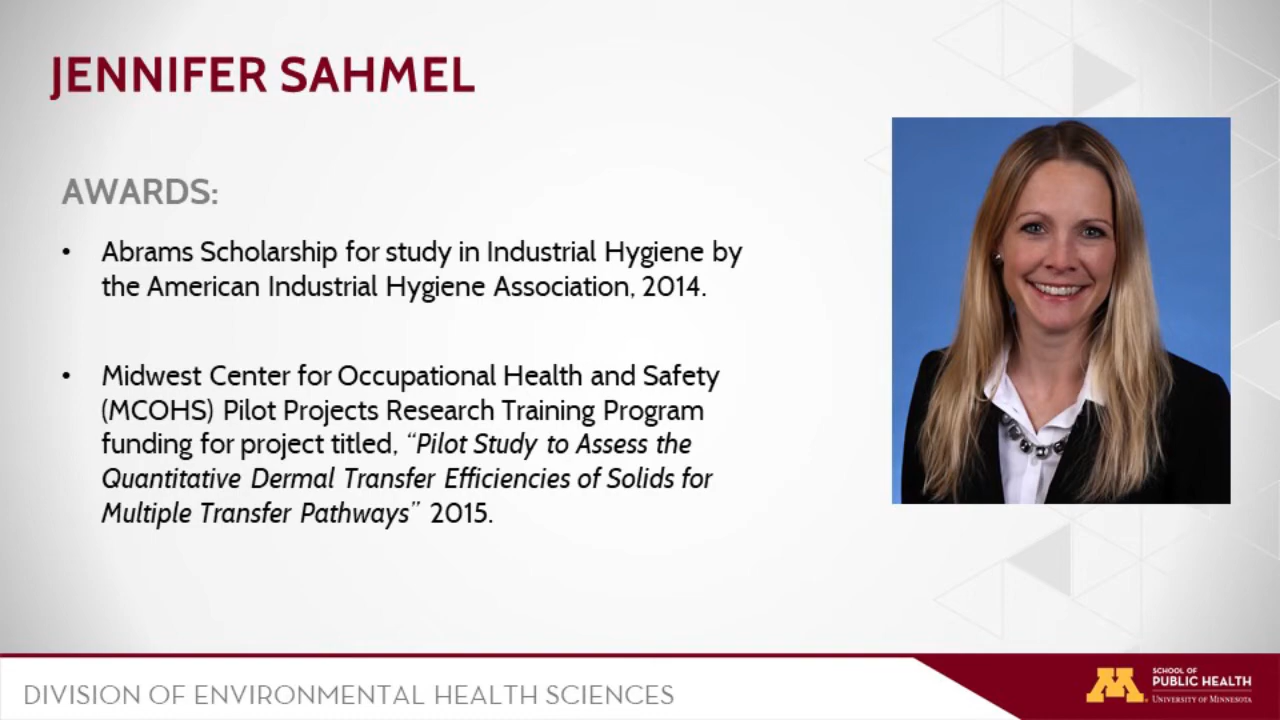 JENNIFER SAHMEL
AWARDS:
• Abrams Scholarship for study in Industrial Hygiene by
the American Industrial Hygiene Association, 2014.
• Midwest Center for Occupational Health and Safety
(MCOHS) Pilot Projects Research Training Program
funding for project titled, “Pilot Study to Assess the
Quantitative Dermal Transfer Efficiencies of Solids for
Multiple Transfer Pathways” 2015.
DIVISION OF ENVIRONMENTAL HEALTH SCIENCES
M
SCHOOL OF
PUBLIC HEALTH
UNIVERSITY OF MINNESOTA